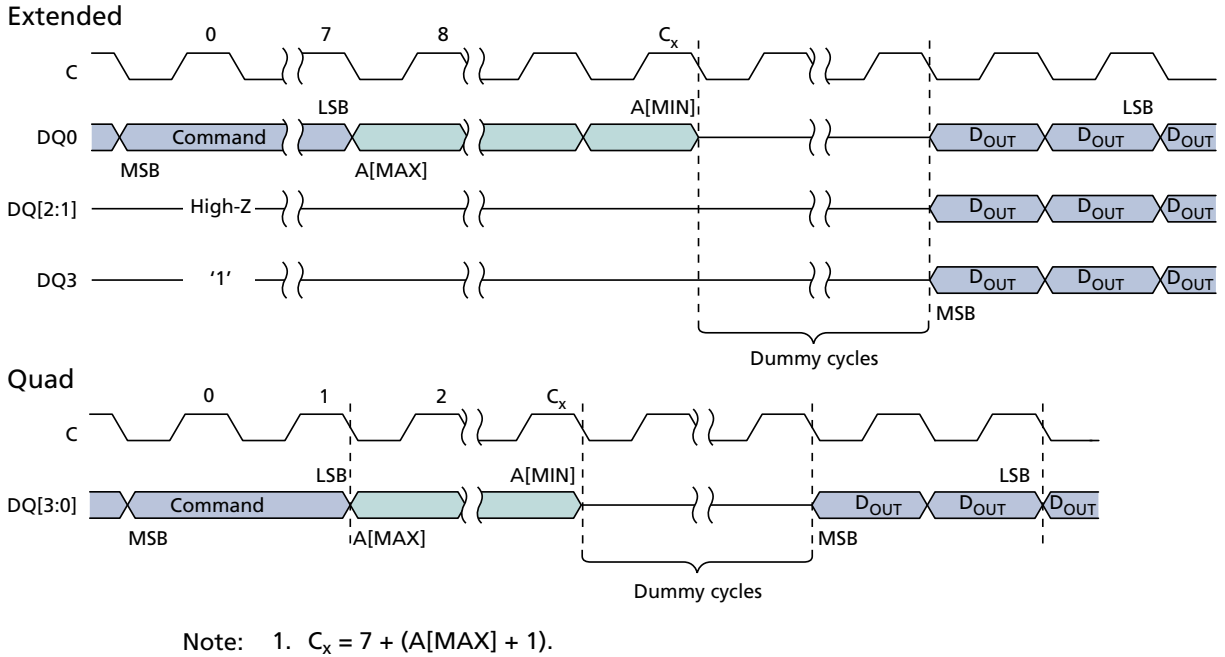 Extended
0 7 8 Cx
C
LSB A[MIN] LSB
DQ0 Command DOUT DOUT DOUT
MSB A[MAX]
DQ[2:1] High-Z DOUT DOUT DOUT
DQ3 '1' DOUT DOUT DOUT
MSB
Dummy cycles
Quad
0 1 2 Cx
C
LSB A[MIN] LSB
DQ[3:0] Command DOUT DOUT DOUT
MSB A[MAX] MSB
Dummy cycles
Note: 1. Cx = 7 + (A[MAX] + 1).